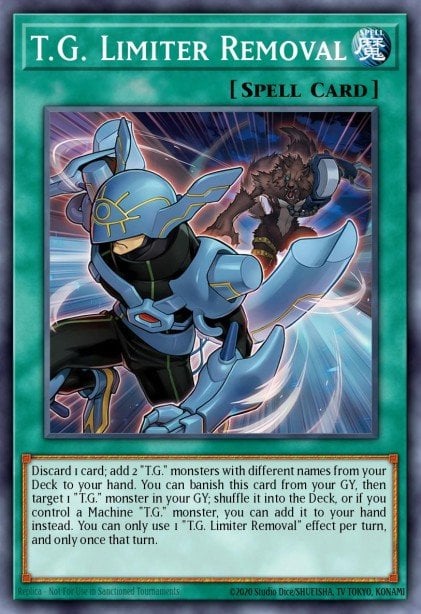 T.G. Limiter Removal
SPELL
魔
[ Spell Card ]
Discard 1 card; add 2 "T.G." monsters with different names from your
Deck to your hand. You can banish this card from your GY, then
target 1 "T.G." monster in your GY; shuffle it into the Deck, or if you
control a Machine "T.G." monster, you can add it to your hand
instead. You can only use 1 "T.G. Limiter Removal" effect per turn,
and only once that turn.
Replica - Not For Use in Sanctioned Tournaments
©2020 Studio Dice/SHUEISHA, TV TOKYO, KONAMI